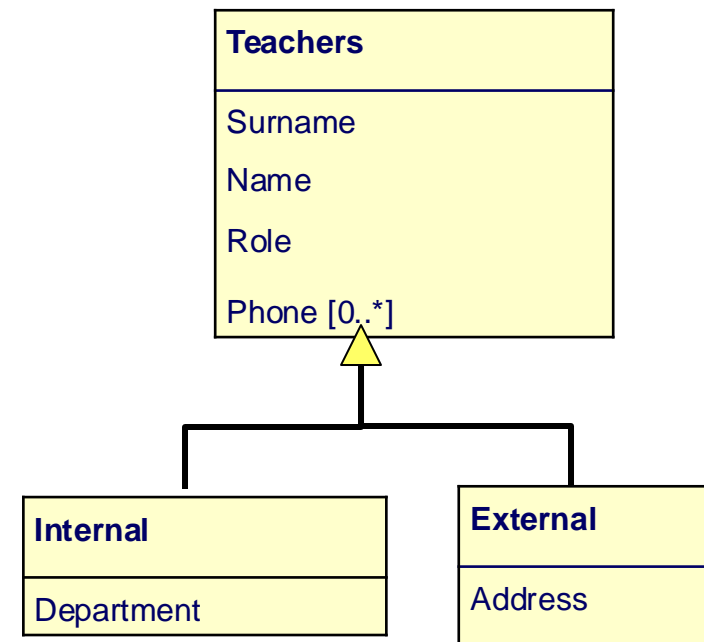 Teachers
Surname
Name
Role
Phone [0..*]
Internal
Department
External
Address